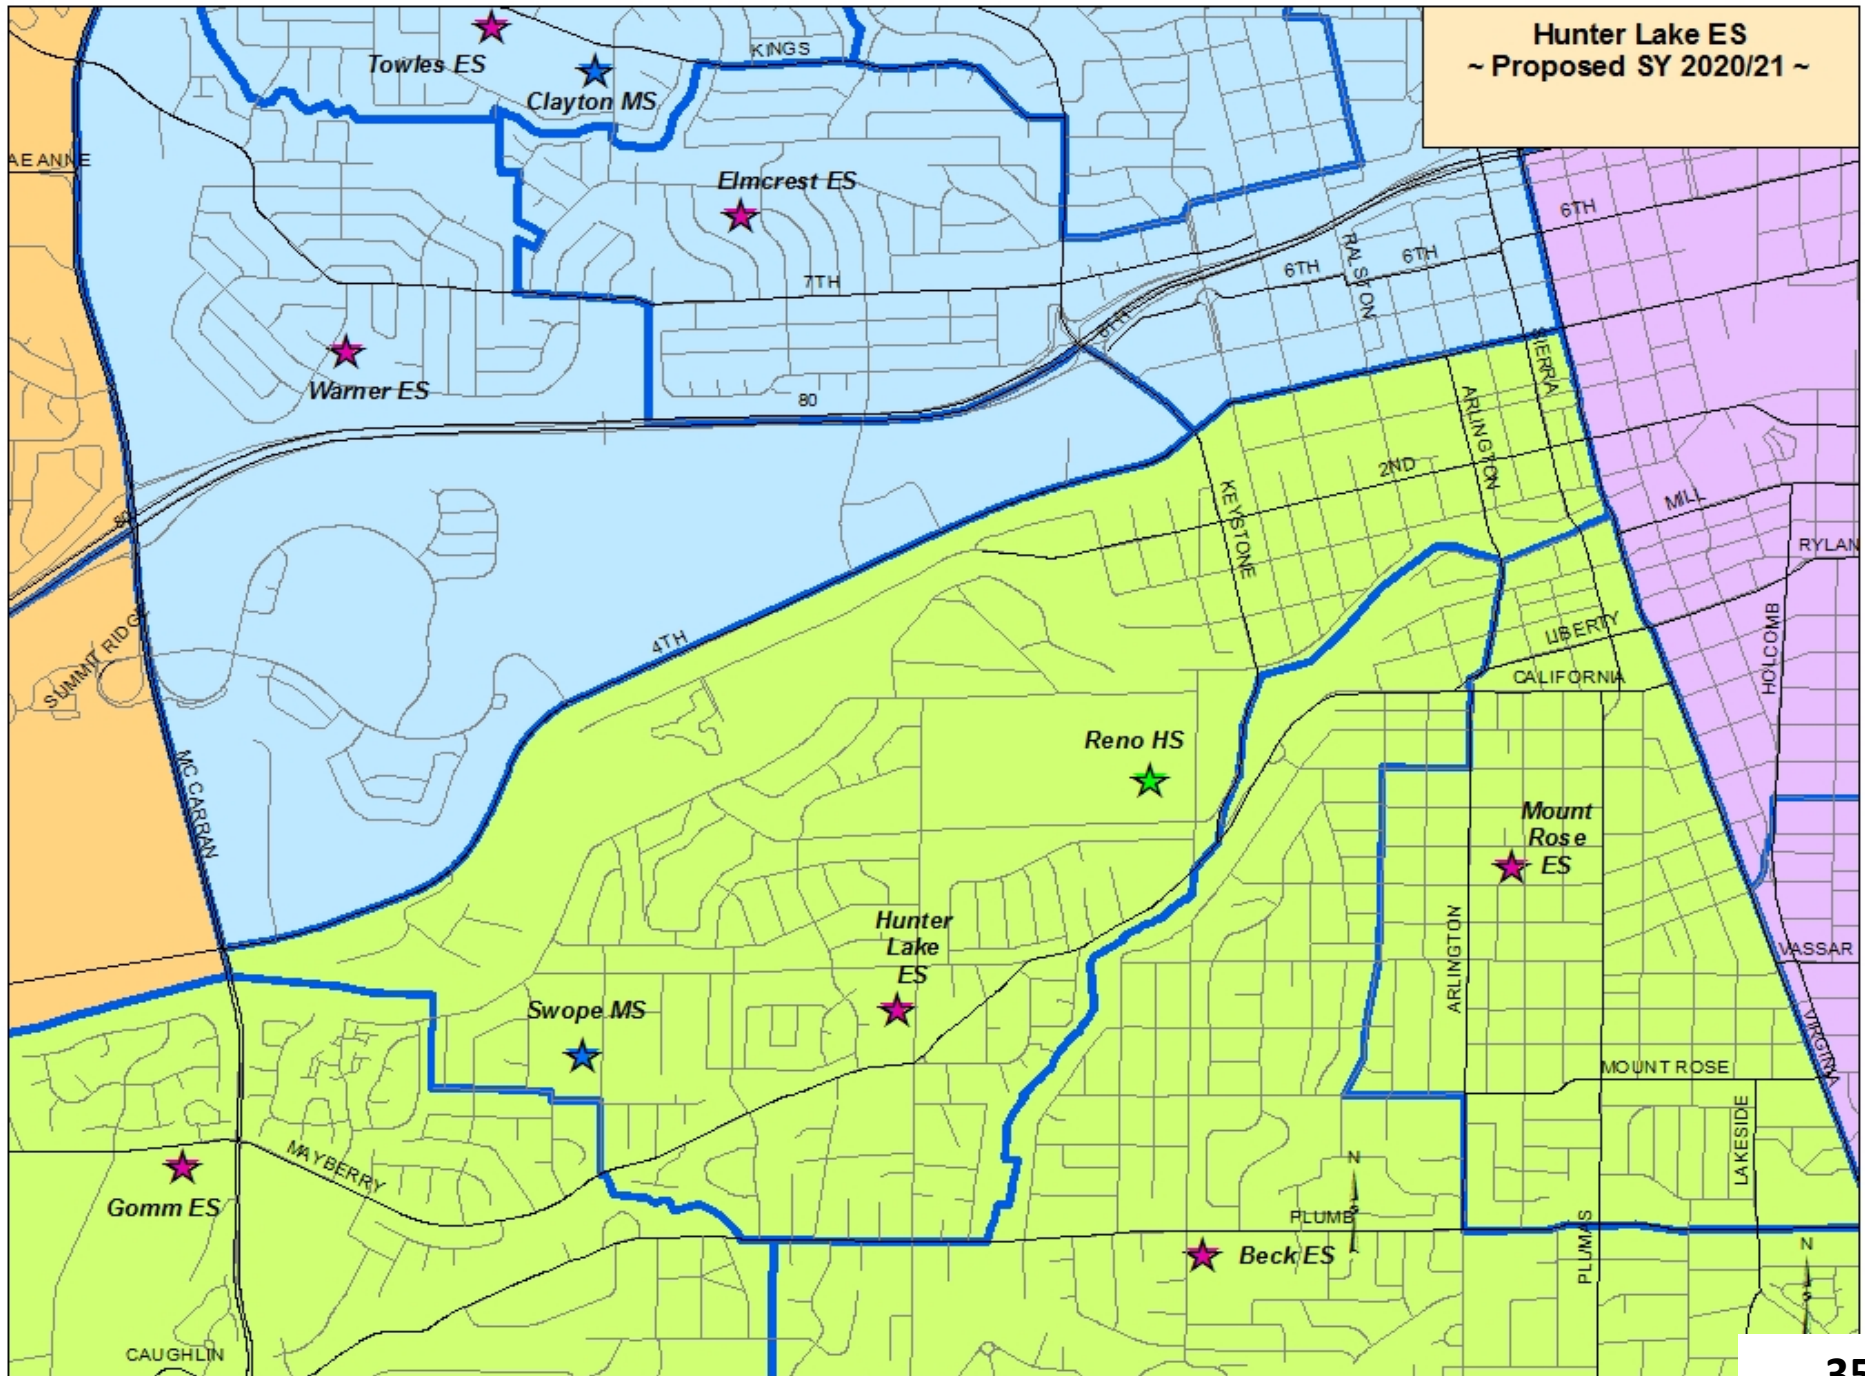 Hunter Lake ES
~ Proposed SY 2020/21 ~
Towles ES
KINGS
Clayton MS
AEANNE
Elmcrest ES
6TH
RALSTON
6TH
6TH
7TH
6TH
SIERRA
Warner ES
80
ARLINGTON
2ND
KEYSTONE
MILL
80
RYLAN
SUMMIT RIDGE
4TH
LIBERTY
HOLCOMB
CALIFORNIA
Reno HS
MC CARRAN
Mount
Rose
ES
Hunter
Lake
ES
ARLINGTON
VASSAR
Swope MS
VIRGINIA
MOUNT ROSE
LAKESIDE
MAYBERRY
N
Gomm ES
PLUMB
PLUMAS
Beck ES
N
CAUGHLIN
35